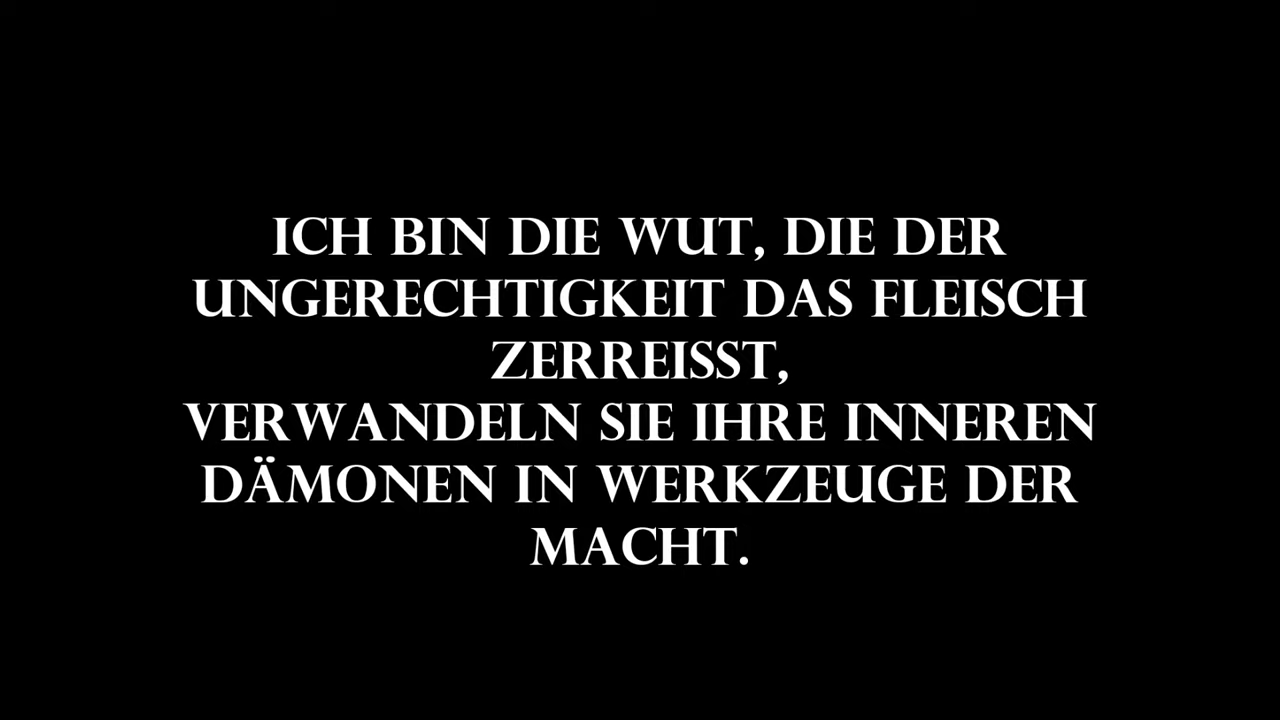 ICH BIN DIE WUT, DIE DER
UNGERECHTIGKEIT DAS FLEISCH
ZERREISST,
VERWANDELN SIE IHRE INNEREN
DÄMONEN IN WERKZEUGE DER
MACHT.